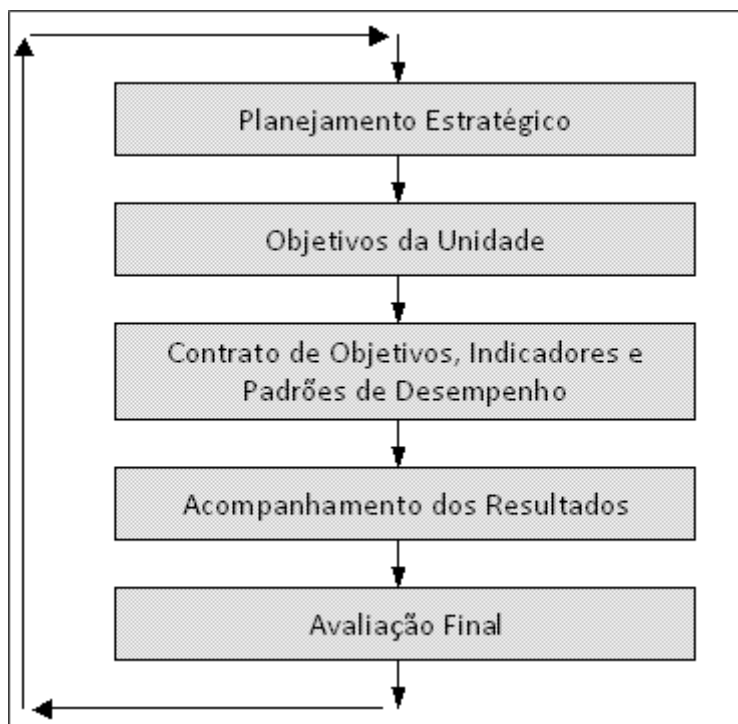 Planejamento Estratégico
Objetivos da Unidade
Contrato de Objetivos, Indicadores e
Padrões de Desempenho
Acompanhamento dos Resultados
Avaliação Final